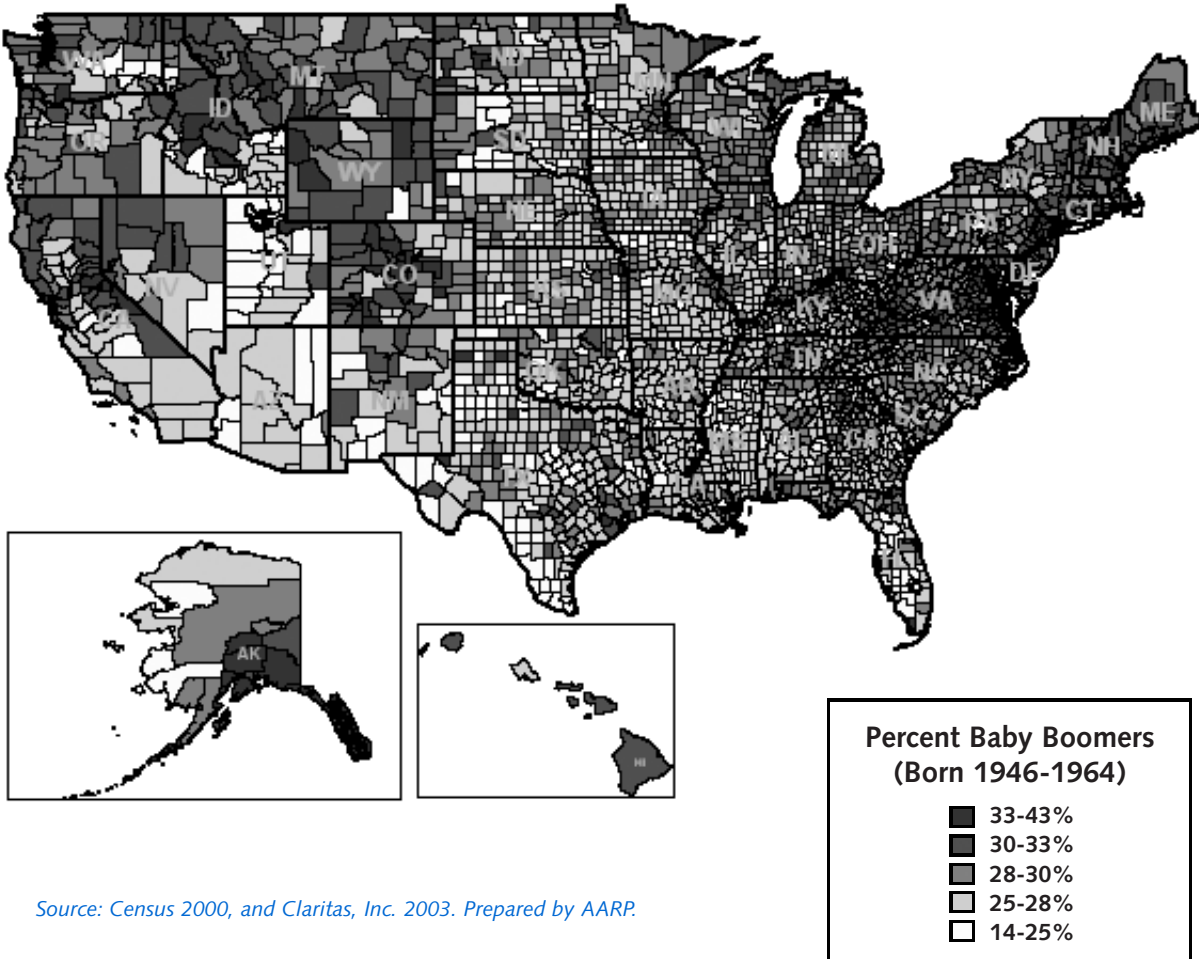 WA
MT
ND
MN
ME
ID
OR
SD
WI
MI
NH
WY
NY
IA
NE
CT
PA
OH
IL
IN
DE
UT
CO
NV
KS
MO
VA
KY
CA
TN
NC
OK
AR
AZ
NM
SC
MS
AL
GA
TX
LA
FL
AK
HI
Percent Baby Boomers
(Born 1946-1964)
33-43%
30-33%
28-30%
25-28%
14-25%
Source: Census 2000, and Claritas, Inc. 2003. Prepared by AARP.